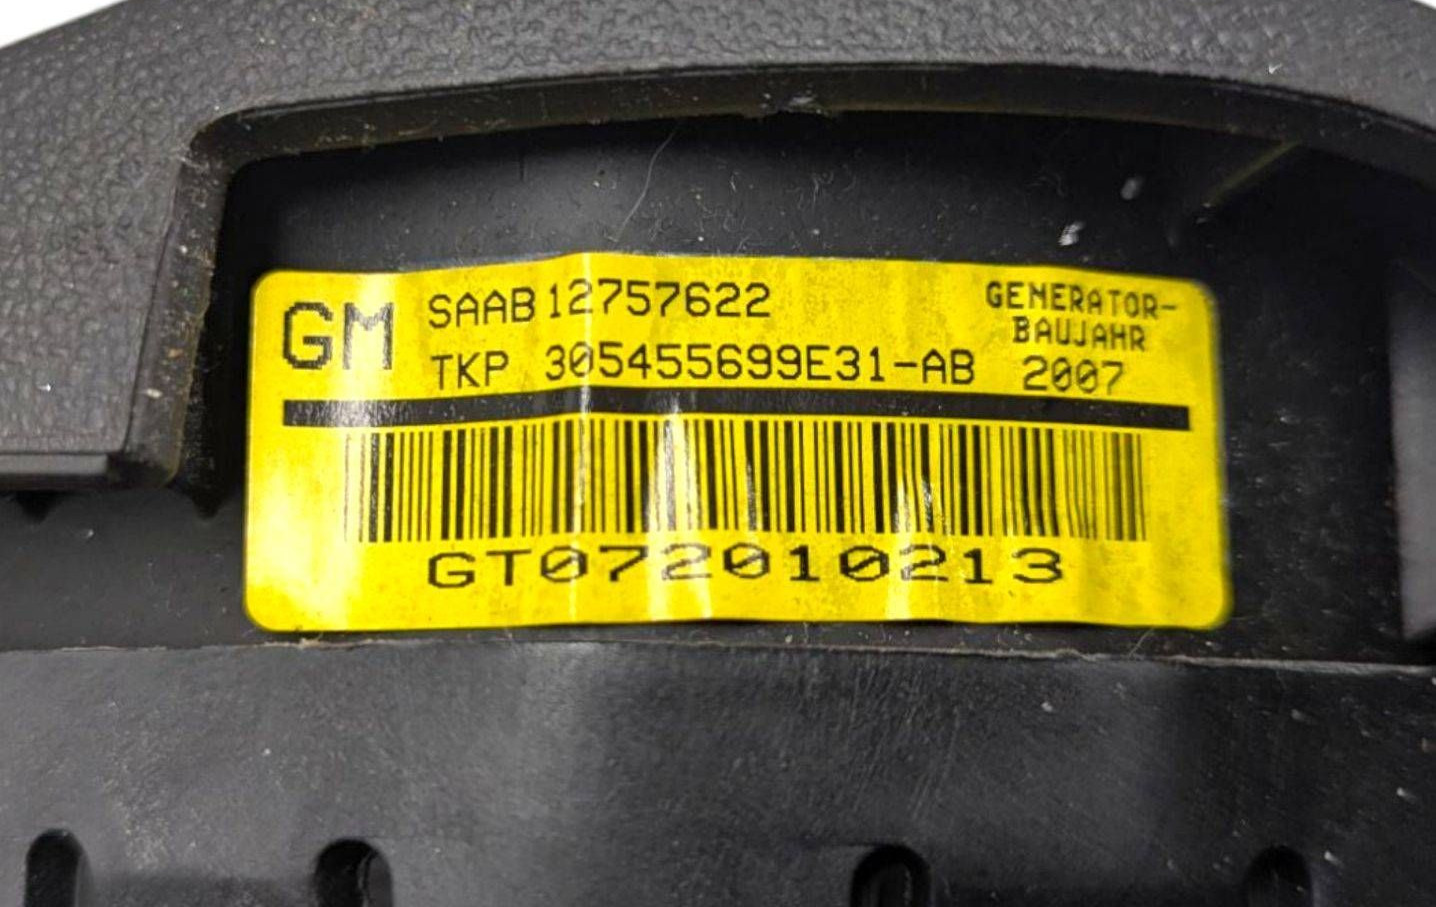 GM SAAB 12757622
TKP 305455699E31-AB
GENERATOR-
BAUJAHR
2007
GT072010213